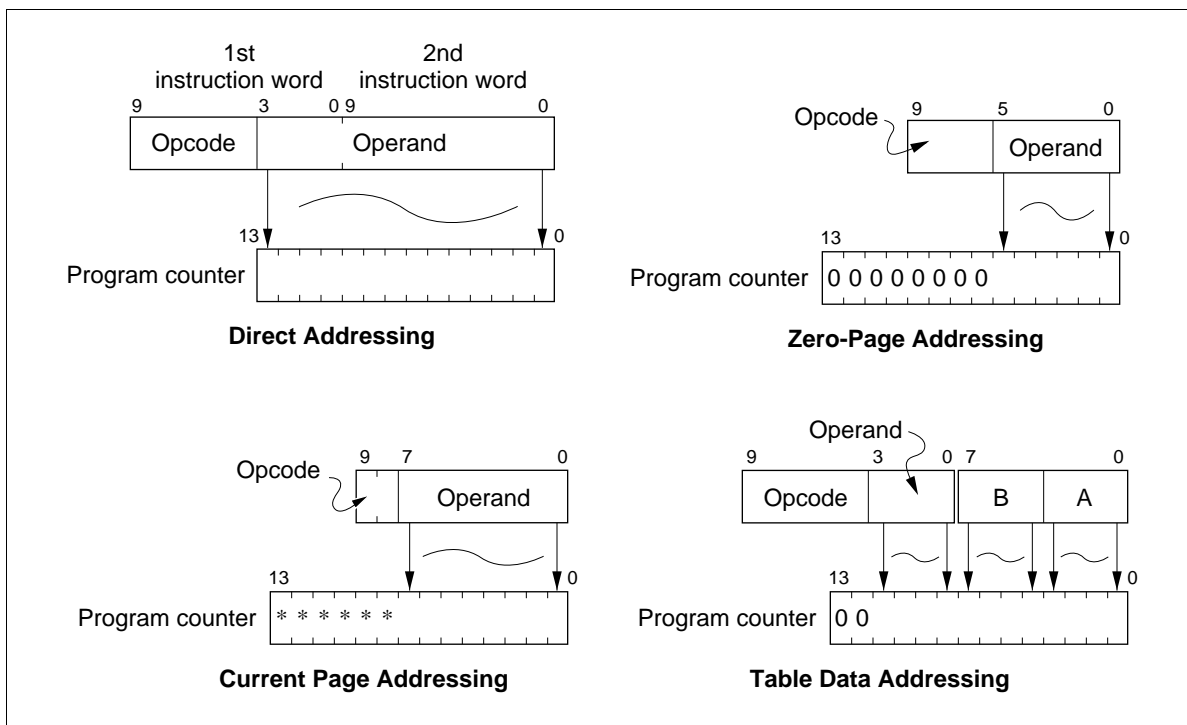 1st
instruction word
2nd
instruction word
9 3 0 9 0
Opcode Operand
13 0
Program counter
Direct Addressing
Opcode
9 5 0
Operand
13 0
Program counter 0 0 0 0 0 0 0 0
Zero-Page Addressing
Opcode
9 7 0
Operand
13 0
Program counter * * * * * *
Current Page Addressing
Operand
9 3 0 7 0
Opcode B A
13 0
Program counter 0 0
Table Data Addressing